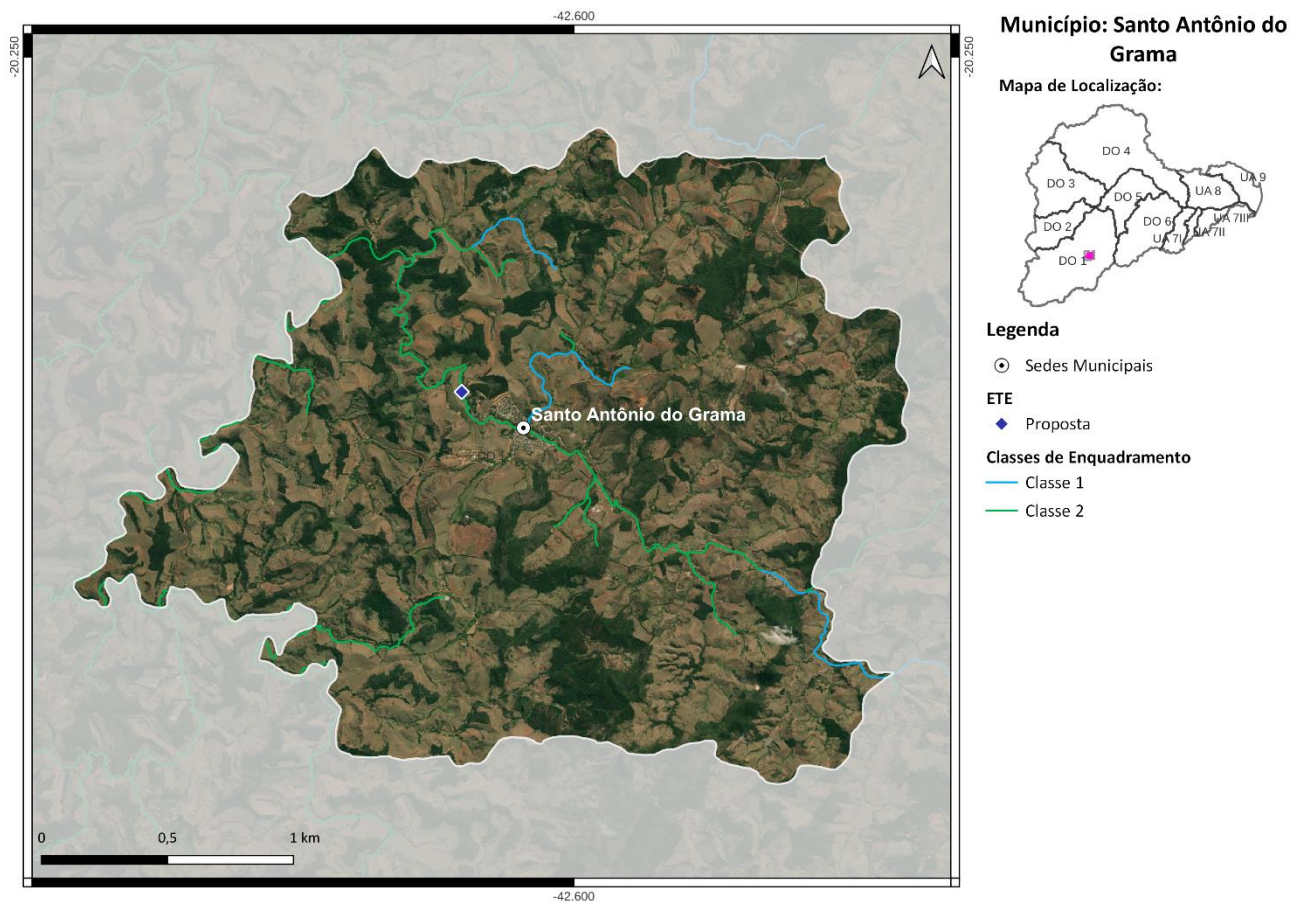 -42.600
-20.250
-20.250
Município: Santo Antônio do
Grama
Mapa de Localização:
DO 4
DO 3
DO 5
UA 8
UA 9
DO 2
DO 6
UA 7III
UA 7II
UA 7I
DO 1
Legenda
Sedes Municipais
ETE
Proposta
Classes de Enquadramento
Classe 1
Classe 2
Santo Antônio do Grama
DO 1
0
0,5
1 km
-42.600